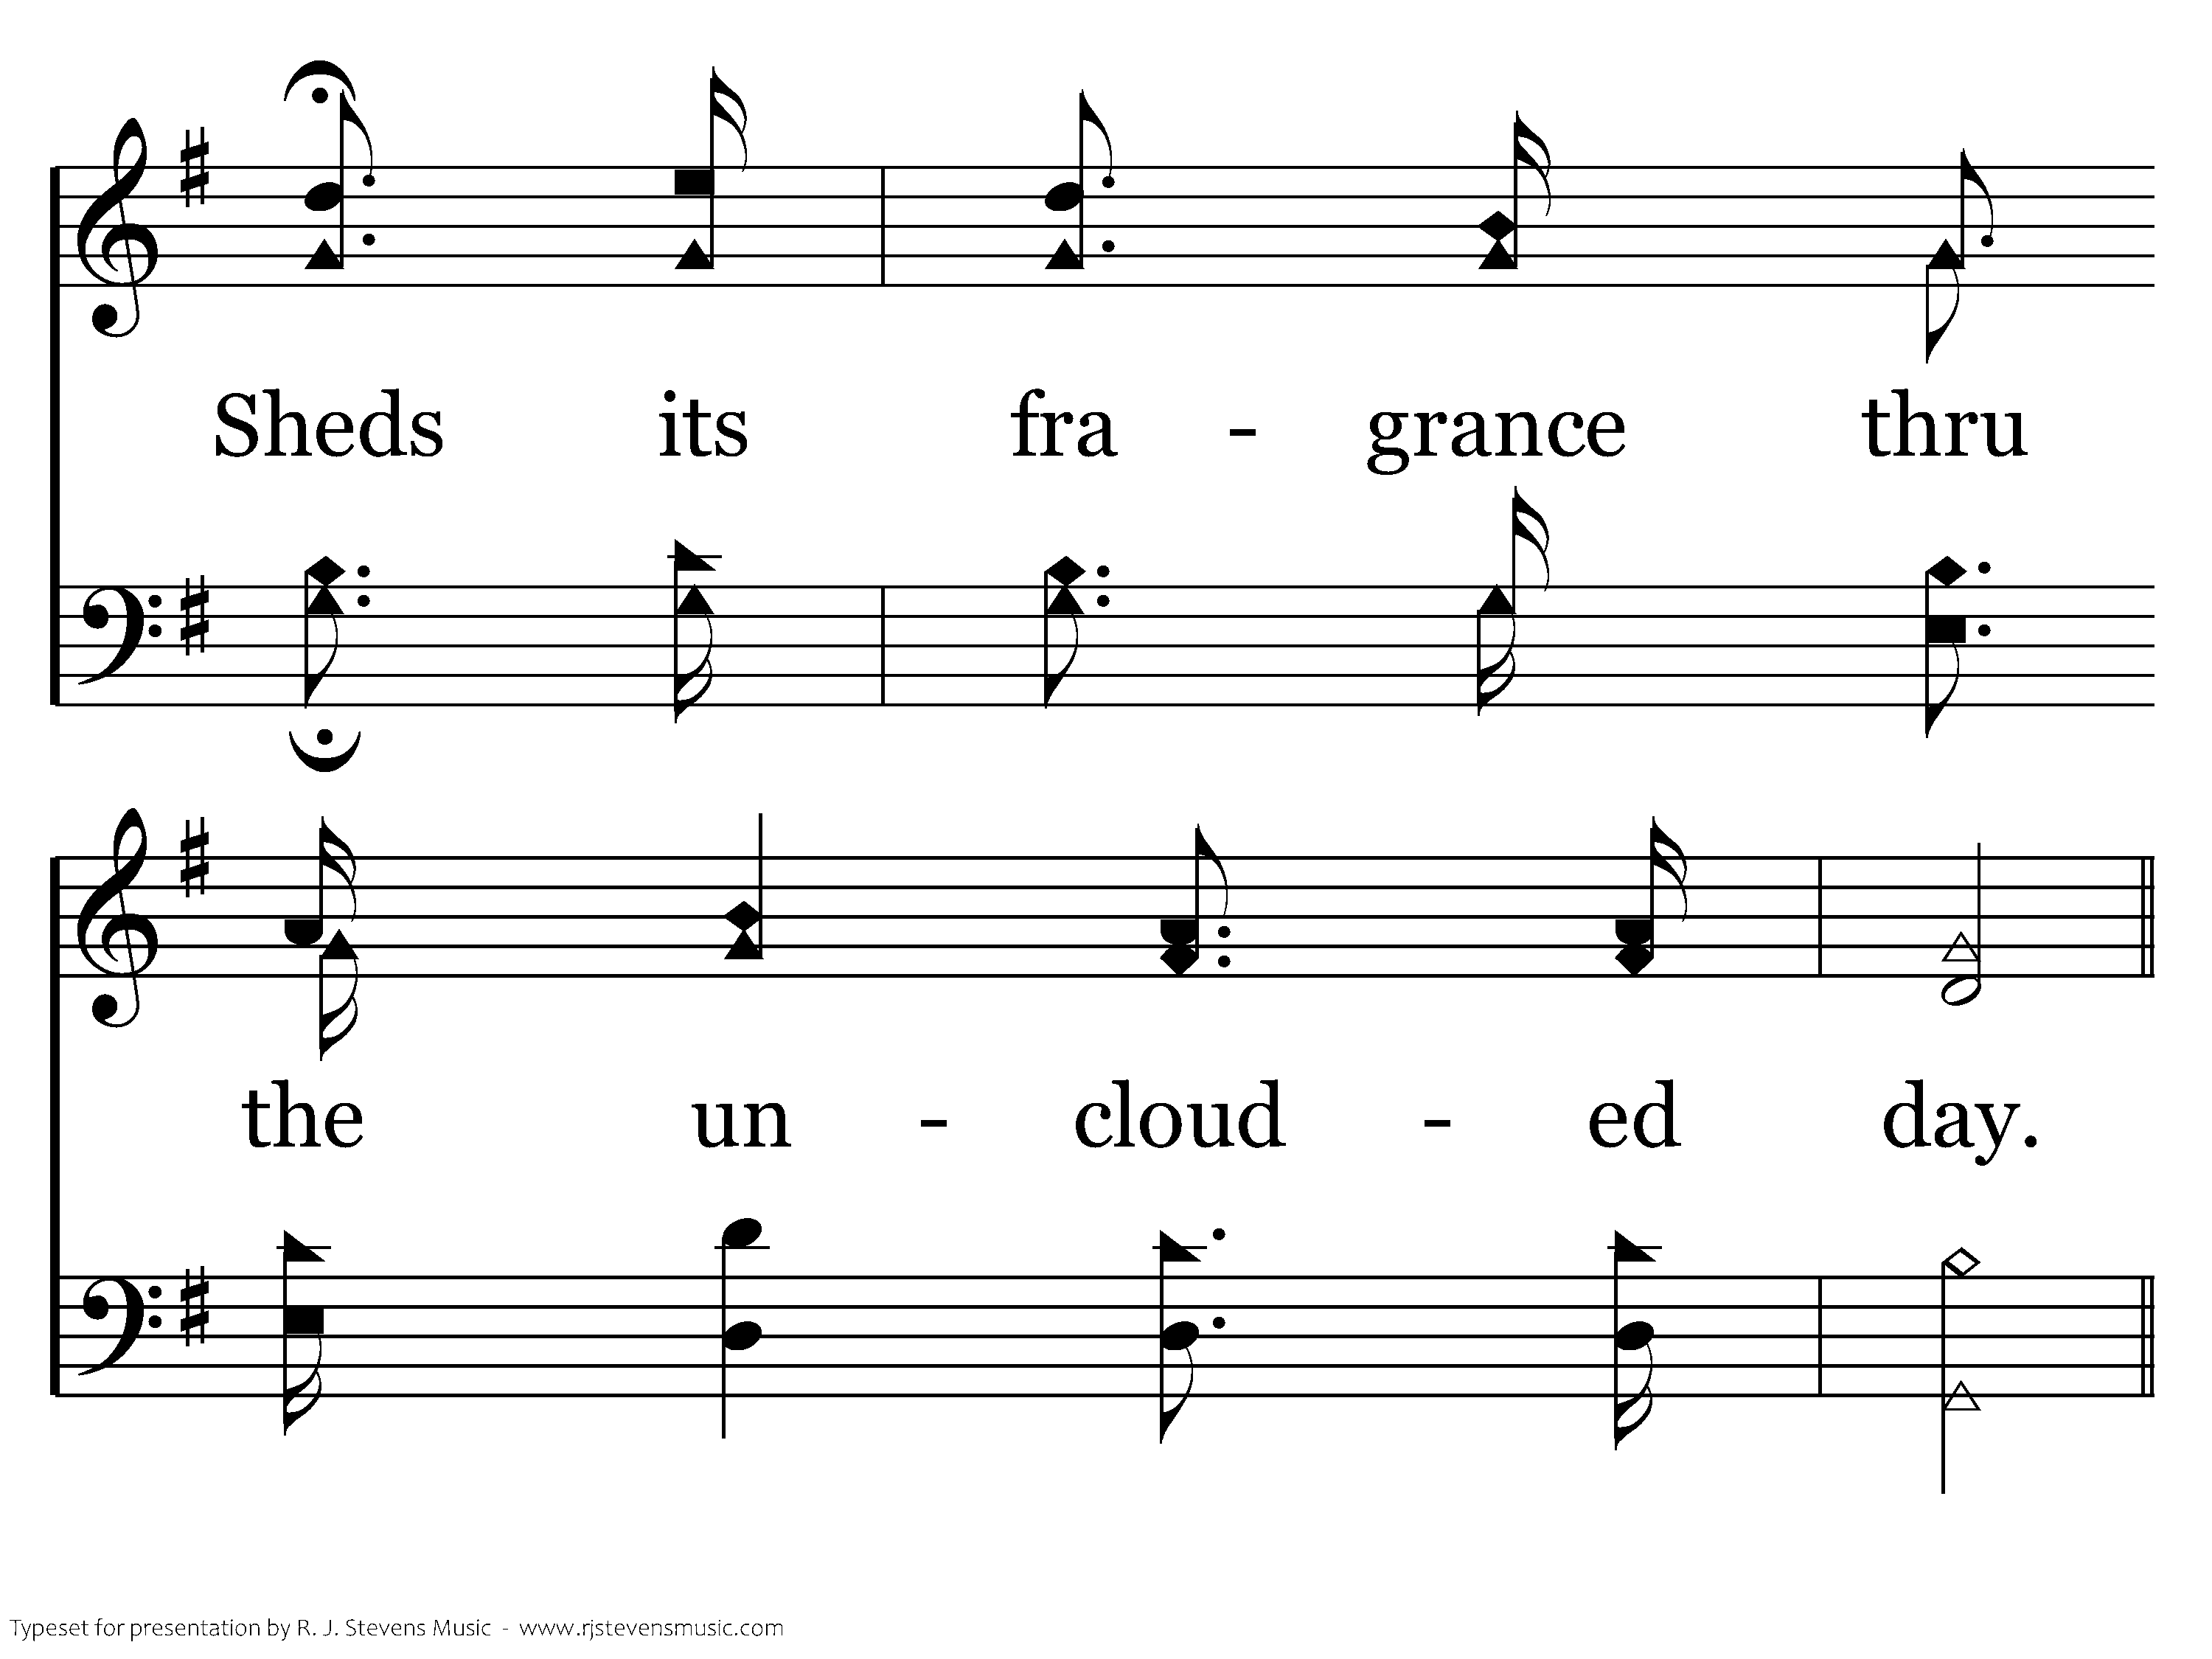 Sheds its fra - grance thru
the un - cloud - ed day.
Typeset for presentation by R. J. Stevens Music - www.rjstevensmusic.com